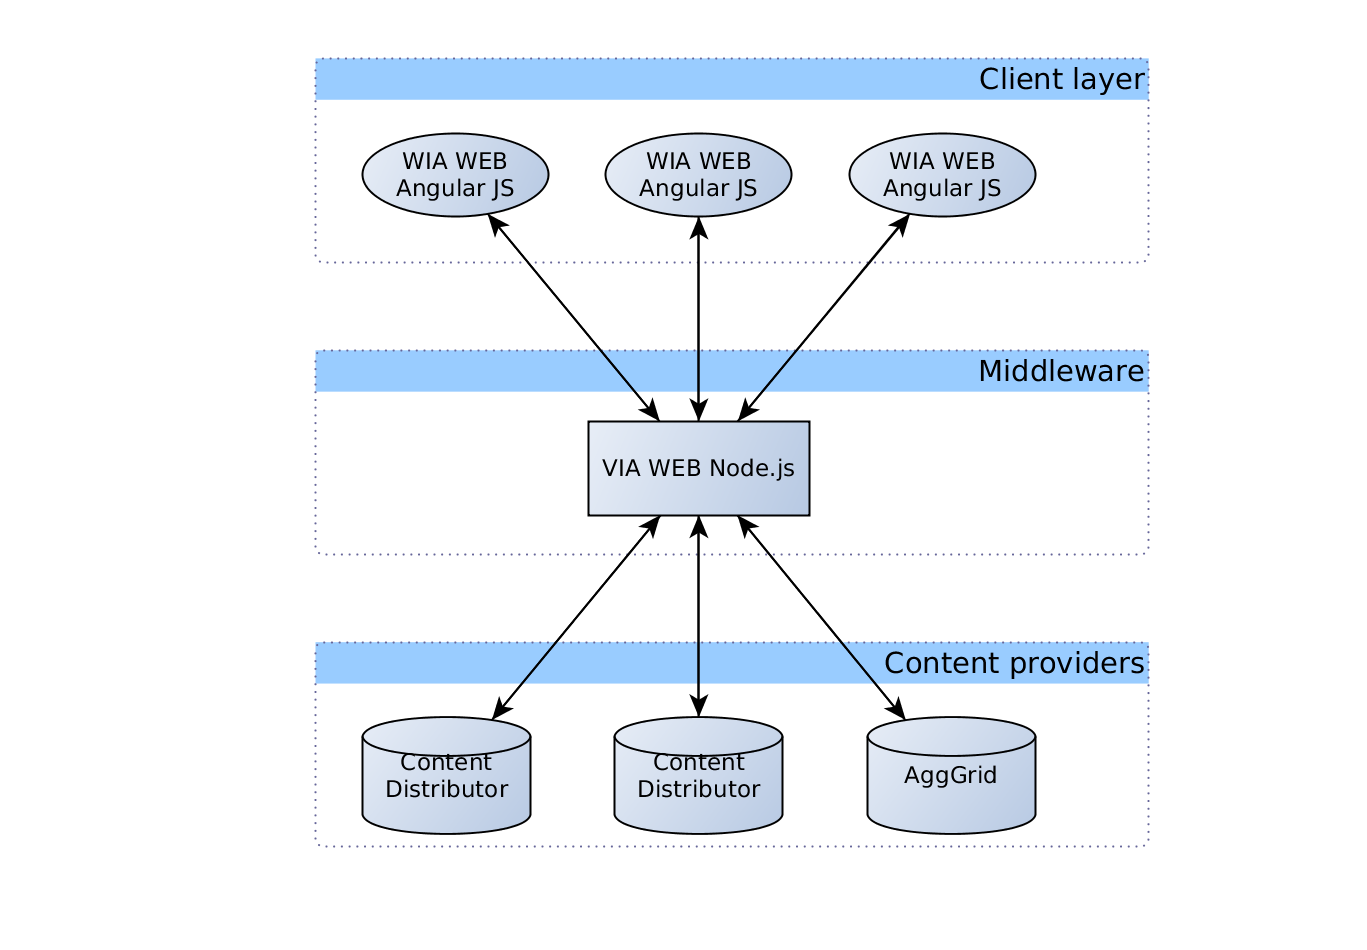 Client layer
WIA WEB
Angular JS
WIA WEB
Angular JS
WIA WEB
Angular JS
Middleware
VIA WEB Node.js
Content providers
Content
Distributor
Content
Distributor
AggGrid